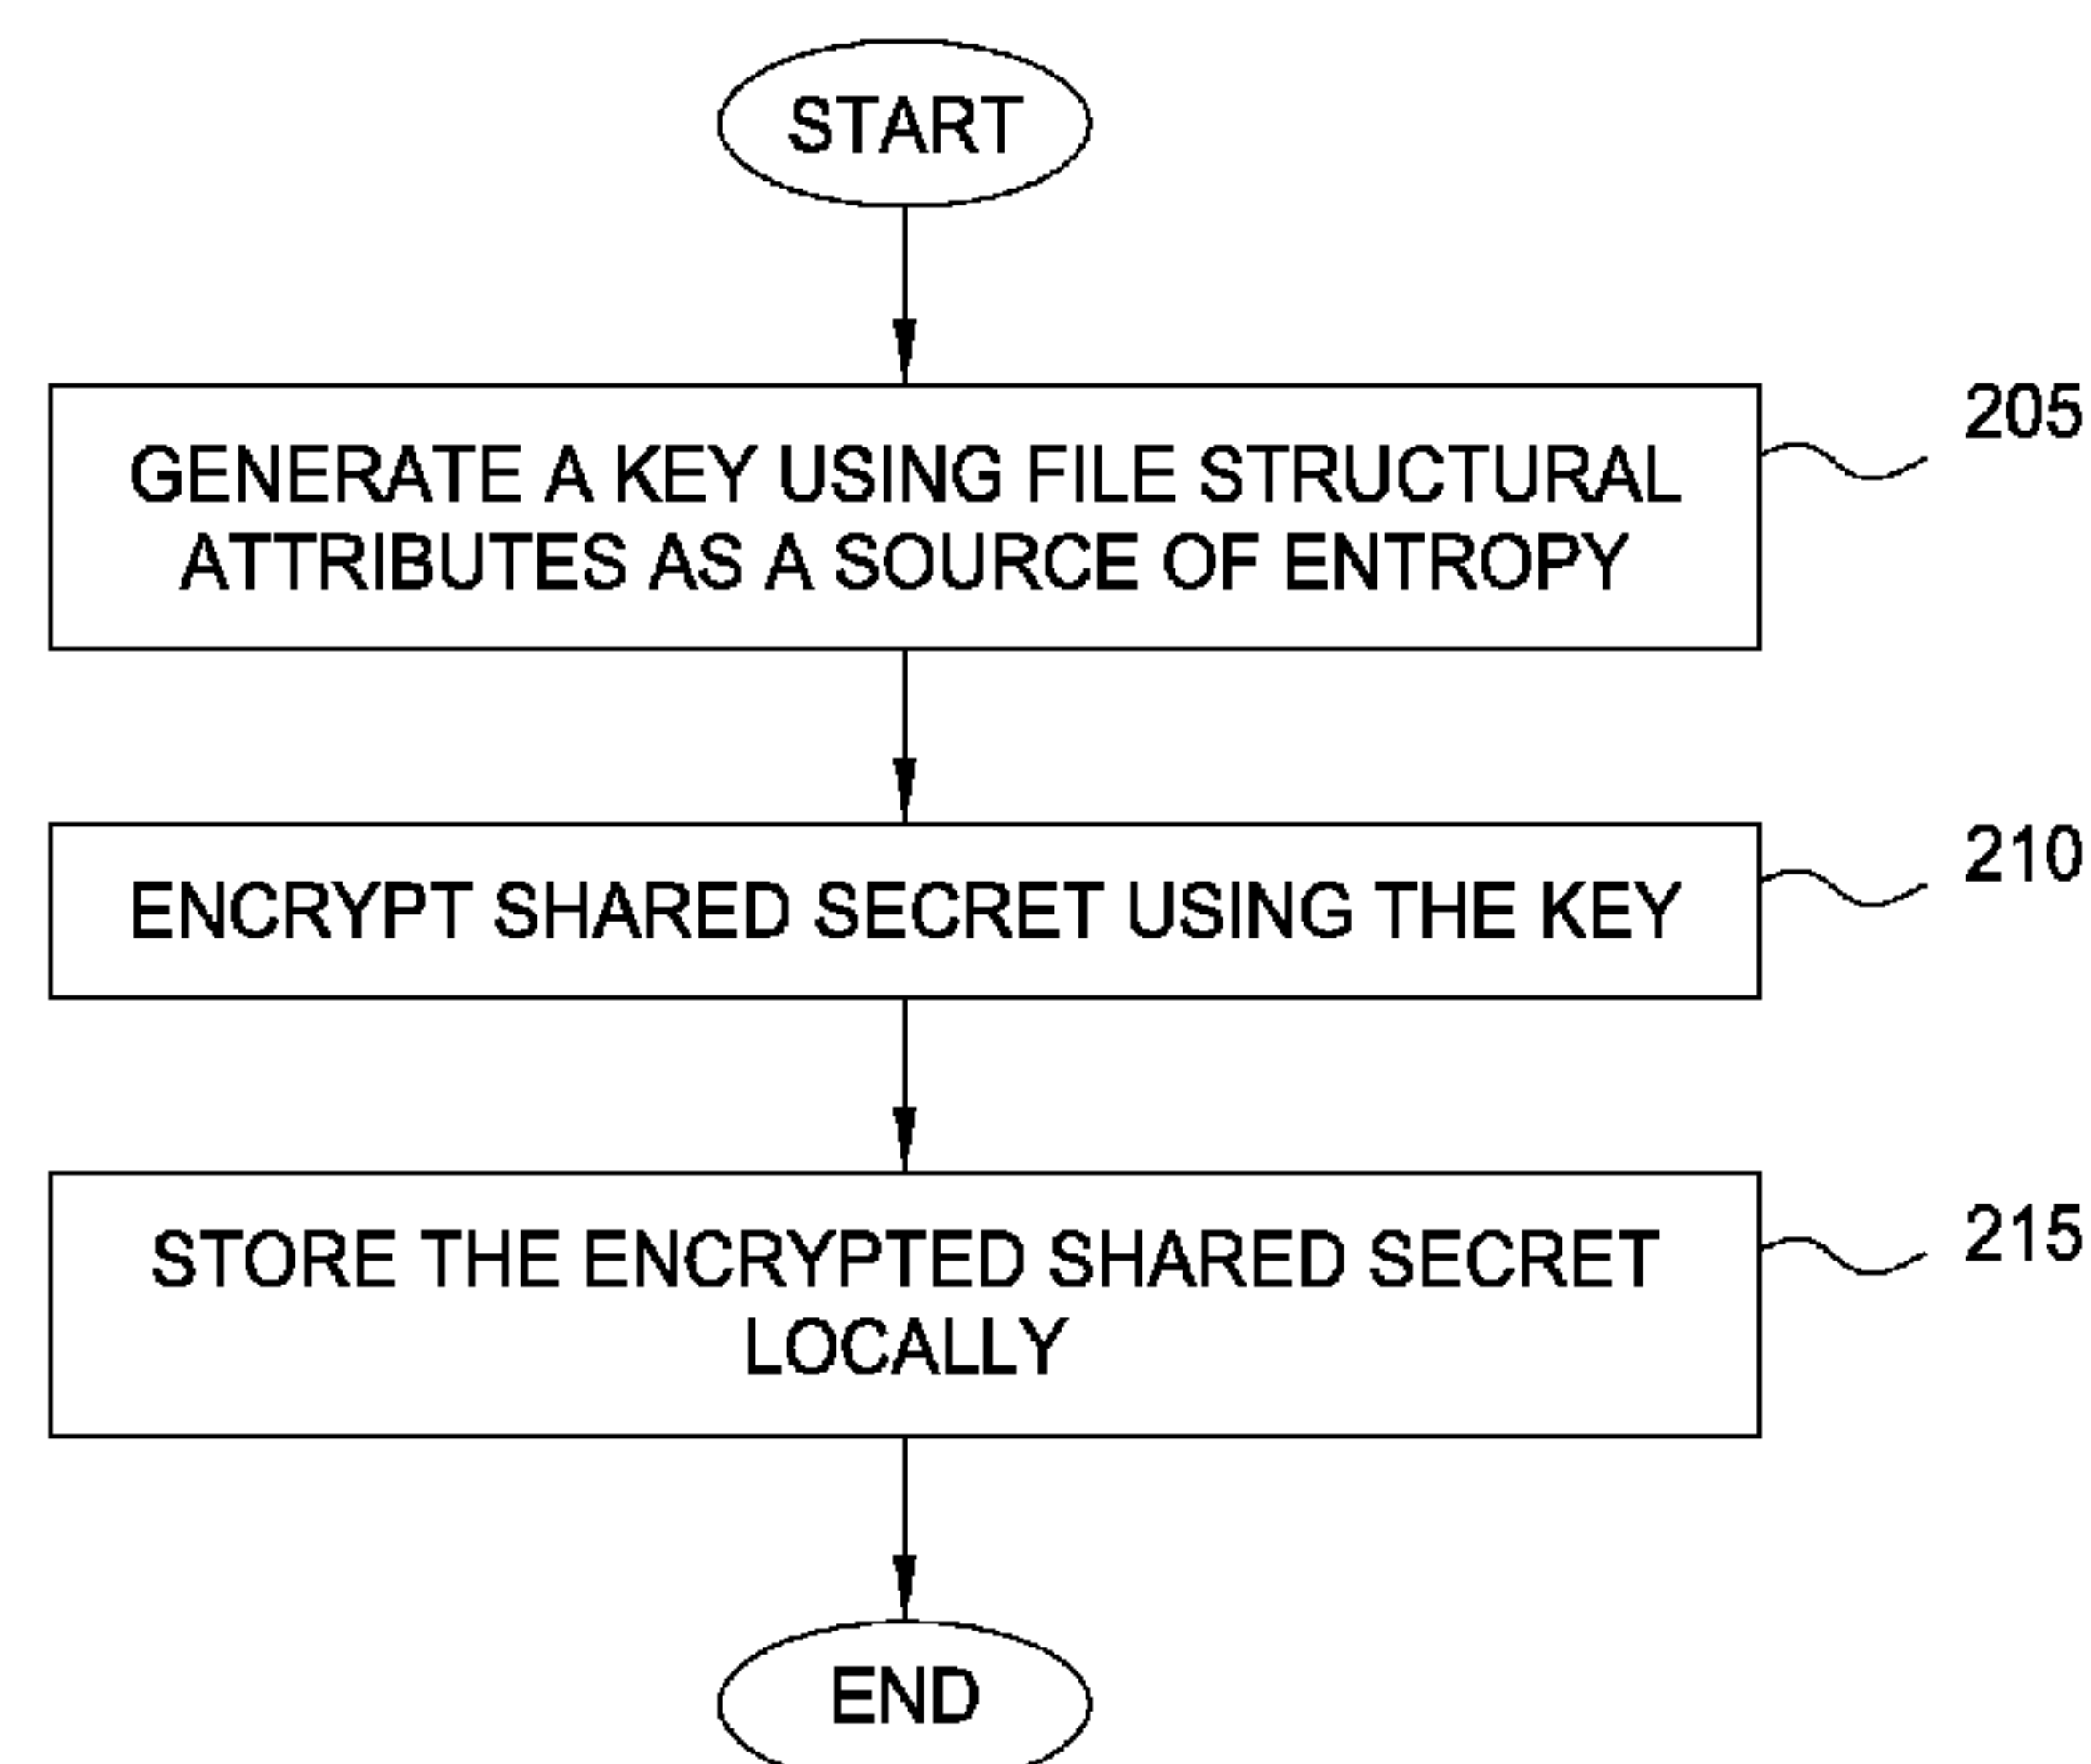 START
GENERATE A KEY USING FILE STRUCTURAL
ATTRIBUTES AS A SOURCE OF ENTROPY
205
ENCRYPT SHARED SECRET USING THE KEY
210
STORE THE ENCRYPTED SHARED SECRET
LOCALLY
215
END